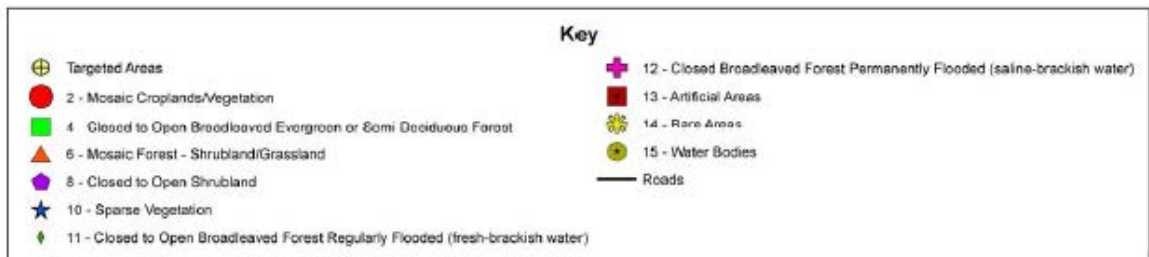 Key
Targeted Areas
2 - Mosaic Croplands/Vegetation
4 Closed to Open Broadleaved Evergreen or Semi Deciduous Forest
6 - Mosaic Forest - Shrubland/Grassland
8 - Closed to Open Shrubland
10 - Sparse Vegetation
11 - Closed to Open Broadleaved Forest Regularly Flooded (fresh-brackish water)
12 - Closed Broadleaved Forest Permanently Flooded (saline-brackish water)
13 - Artificial Areas
14 - Bare Areas
15 - Water Bodies
Roads